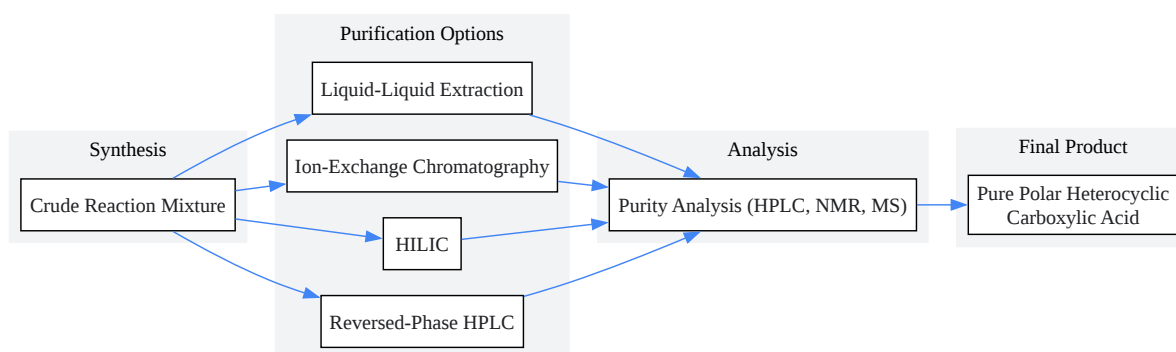 Synthesis
Crude Reaction Mixture
Purification Options
Liquid-Liquid Extraction
Ion-Exchange Chromatography
HILIC
Reversed-Phase HPLC
Analysis
Purity Analysis (HPLC, NMR, MS)
Final Product
Pure Polar Heterocyclic
Carboxylic Acid